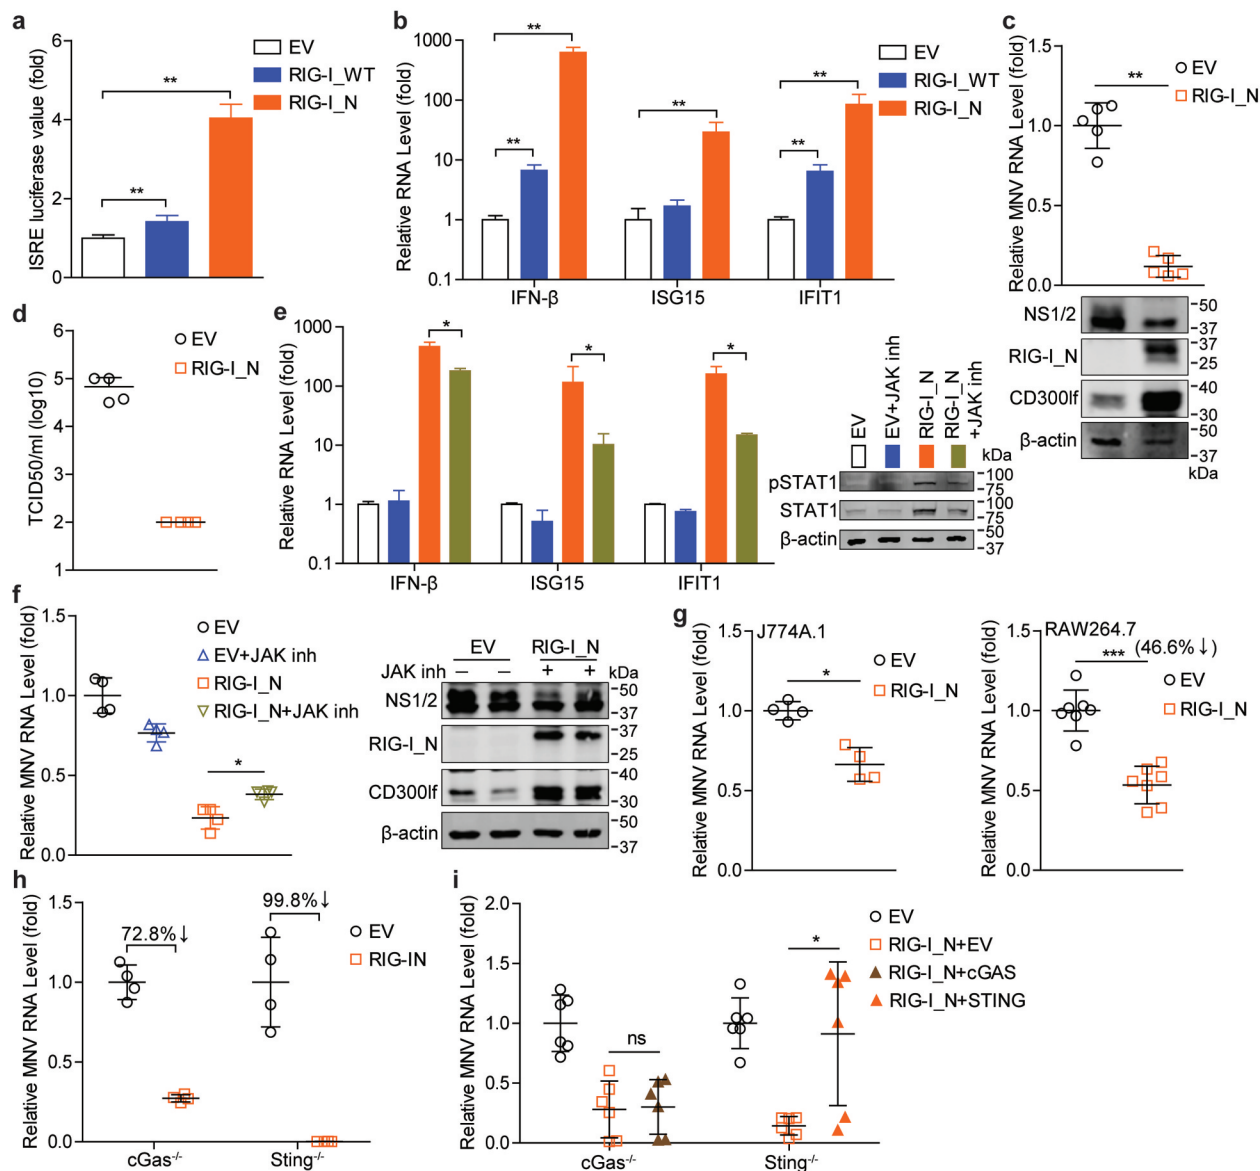 a
ISRE luciferase value (fold)
6
4
2
0
**
**
EV
RIG-I_WT
RIG-I_N
b
Relative RNA Level (fold)
1000
100
10
1
0.1
**
**
**
**
**
IFN-β
ISG15
IFIT1
EV
RIG-I_WT
RIG-I_N
c
Relative MNV RNA Level (fold)
1.5
1.0
0.5
0.0
**
EV
RIG-I_N
NS1/2
50
37
RIG-I_N
37
25
CD300lf
40
30
β-actin
50
37
kDa
d
TCID50/ml (log10)
6
5
4
3
2
1
EV
RIG-I_N
e
Relative RNA Level (fold)
1000
100
10
1
0.1
*
*
*
IFN-β
ISG15
IFIT1
EV
EV+JAK inh
RIG-I_N
RIG-I_N
+JAK inh
kDa
pSTAT1
100
75
STAT1
100
75
β-actin
50
37
f
Relative MNV RNA Level (fold)
1.5
1.0
0.5
0.0
*
EV
EV+JAK inh
RIG-I_N
RIG-I_N+JAK inh
EV
RIG-I_N
JAK inh
–
–
+
+
kDa
NS1/2
50
37
RIG-I_N
37
25
CD300lf
40
30
β-actin
50
37
g
Relative MNV RNA Level (fold)
1.5
1.0
0.5
0.0
J774A.1
*
EV
RIG-I_N
Relative MNV RNA Level (fold)
1.5
1.0
0.5
0.0
RAW264.7
***
(46.6%↓)
EV
RIG-I_N
h
Relative MNV RNA Level (fold)
1.5
1.0
0.5
0.0
72.8%↓
99.8%↓
EV
RIG-IN
cGas-/-
Sting-/-
i
Relative MNV RNA Level (fold)
2.0
1.5
1.0
0.5
0.0
ns
*
EV
RIG-I_N+EV
RIG-I_N+cGAS
RIG-I_N+STING
cGas-/-
Sting-/-